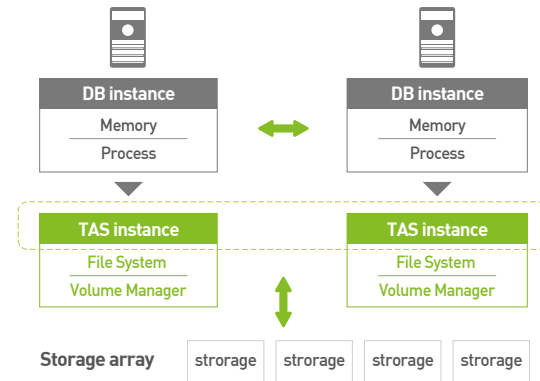 DB instance
Memory
Process
DB instance
Memory
Process
TAS instance
File System
Volume Manager
TAS instance
File System
Volume Manager
Storage array strorage strorage strorage strorage